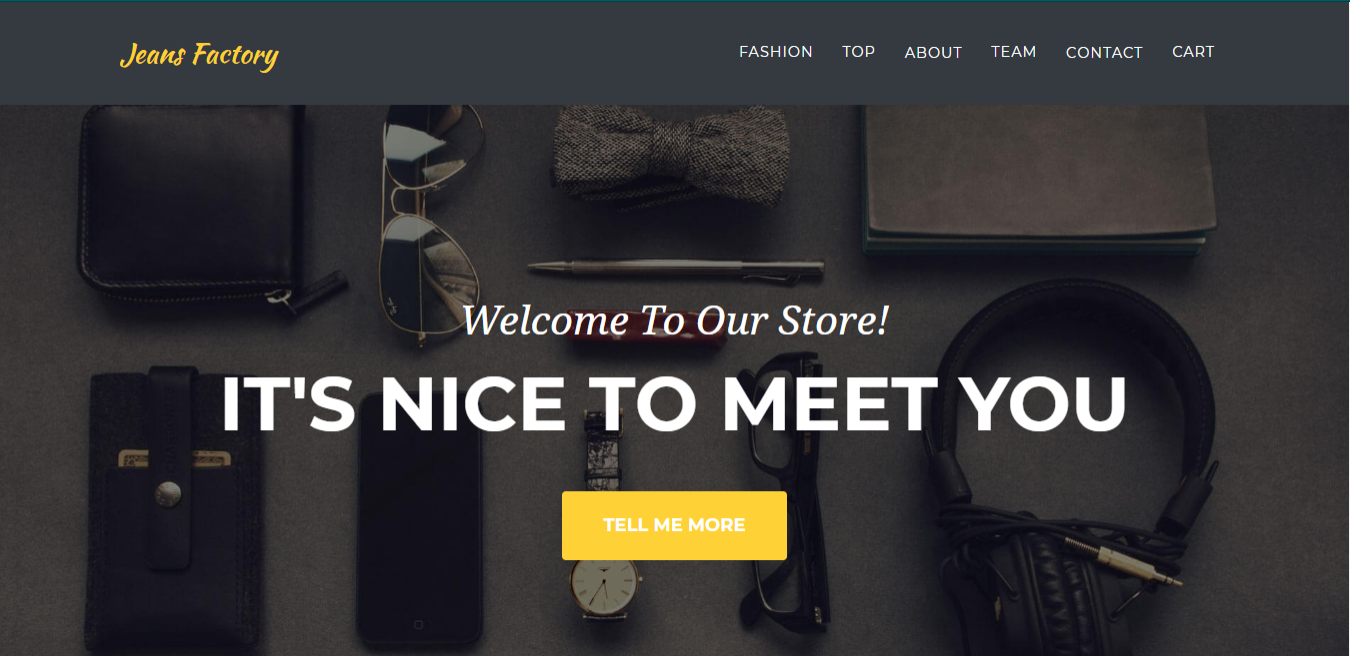 Jeans Factory
FASHION TOP ABOUT TEAM CONTACT CART
Welcome To Our Store!
IT'S NICE TO MEET YOU
TELL ME MORE